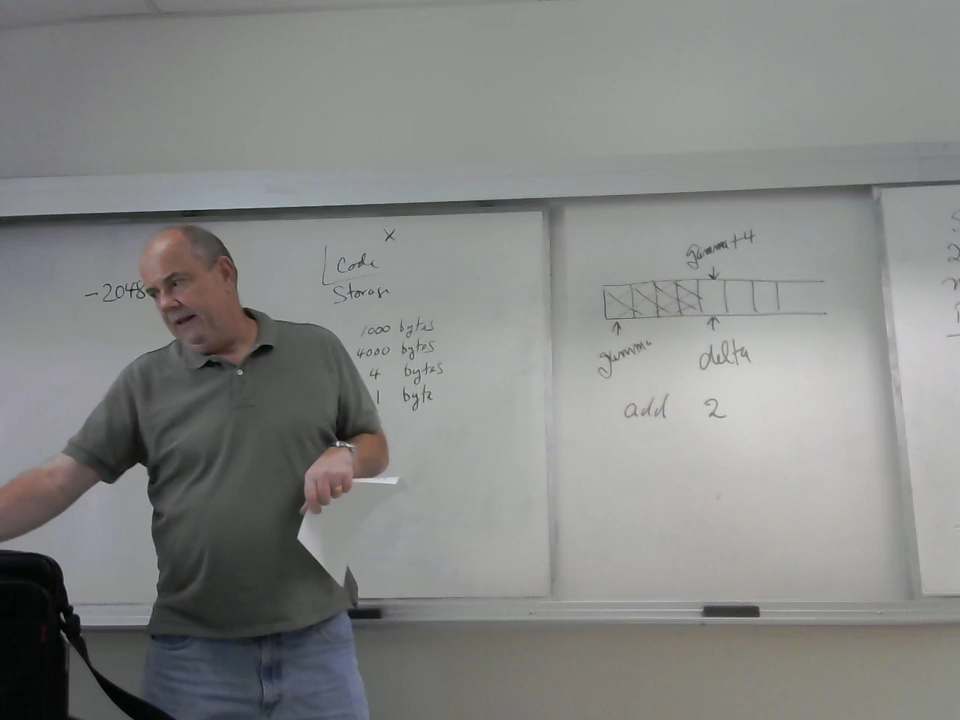 -2048
x
Code
Storage
1000 bytes
4000 bytes
4 bytes
1 byte
gamma+4
gamma
delta
add 2